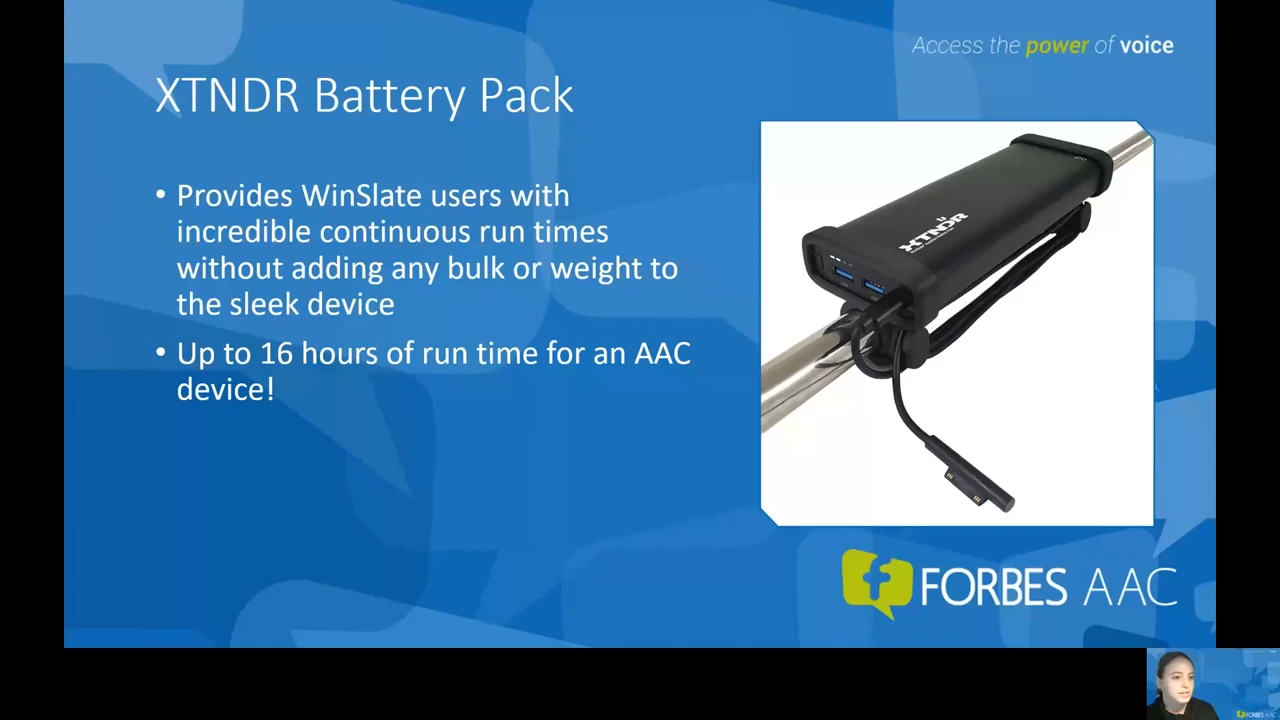 Access the power of voice
XTNDR Battery Pack
• Provides WinSlate users with
incredible continuous run times
without adding any bulk or weight to
the sleek device
• Up to 16 hours of run time for an AAC
device!
XTNDR
FORBES AAC
FORBES AAC